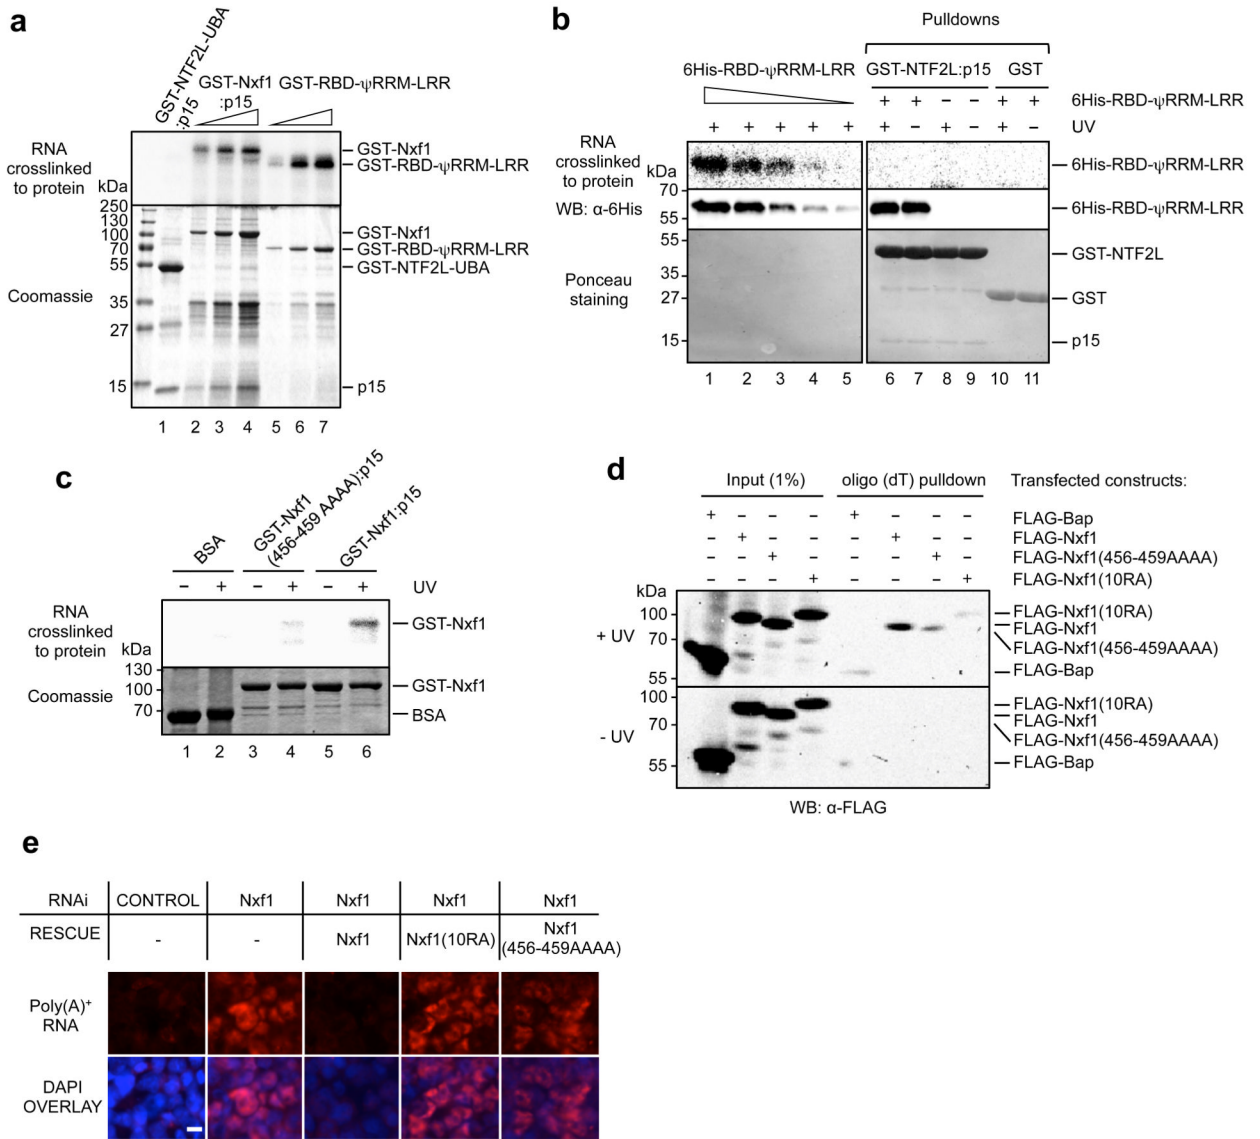 a
GST-NTF2L-UBA
:p15
GST-Nxf1
:p15
GST-RBD-ψRRM-LRR
RNA
crosslinked
to protein
GST-Nxf1
GST-RBD-ψRRM-LRR
kDa
250
130
100
70
55
35
27
15
Coomassie
GST-Nxf1
GST-RBD-ψRRM-LRR
GST-NTF2L-UBA
p15
1 2 3 4 5 6 7
b
Pulldowns
6His-RBD-ψRRM-LRR
GST-NTF2L:p15
GST
+ + − − + + 6His-RBD-ψRRM-LRR
+ + + + + + − + − + − UV
RNA
crosslinked
to protein
6His-RBD-ψRRM-LRR
kDa
70
WB: α-6His
55
6His-RBD-ψRRM-LRR
55
35
27
15
Ponceau
staining
GST-NTF2L
GST
p15
1 2 3 4 5 6 7 8 9 10 11
c
BSA
GST-Nxf1
(456-459 AAAA):p15
GST-Nxf1:p15
− + − + − + UV
RNA
crosslinked
to protein
GST-Nxf1
kDa
130
100
70
Coomassie
GST-Nxf1
BSA
1 2 3 4 5 6
d
Input (1%)
oligo (dT) pulldown
Transfected constructs:
+ − − − + − − − FLAG-Bap
− + − − − + − − FLAG-Nxf1
− − + − − − + − FLAG-Nxf1(456-459AAAA)
− − − + − − − + FLAG-Nxf1(10RA)
kDa
100
70
55
+ UV
FLAG-Nxf1(10RA)
FLAG-Nxf1
FLAG-Nxf1(456-459AAAA)
FLAG-Bap
100
70
55
- UV
FLAG-Nxf1(10RA)
FLAG-Nxf1
FLAG-Nxf1(456-459AAAA)
FLAG-Bap
WB: α-FLAG
e
RNAi CONTROL Nxf1 Nxf1 Nxf1 Nxf1
RESCUE - - Nxf1 Nxf1(10RA) Nxf1
(456-459AAAA)
Poly(A)+
RNA
DAPI
OVERLAY